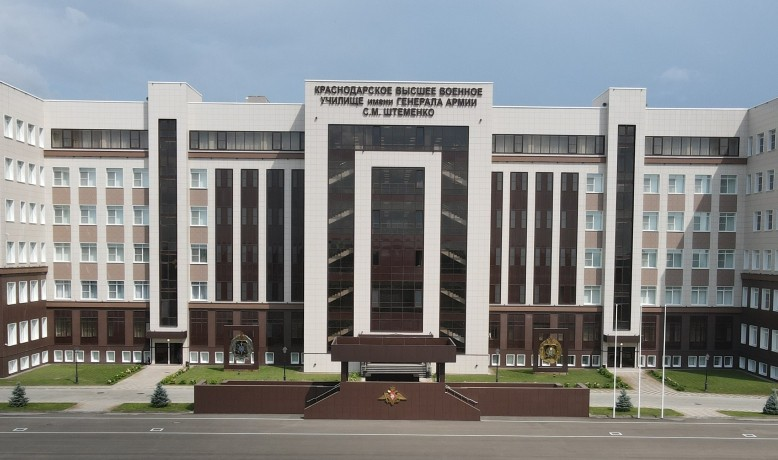 КРАСНОДАРСКОЕ ВЫСШЕЕ ВОЕННОЕ
УЧИЛИЩЕ имени ГЕНЕРАЛА АРМИИ
С.М. ШТЕМЕНКО